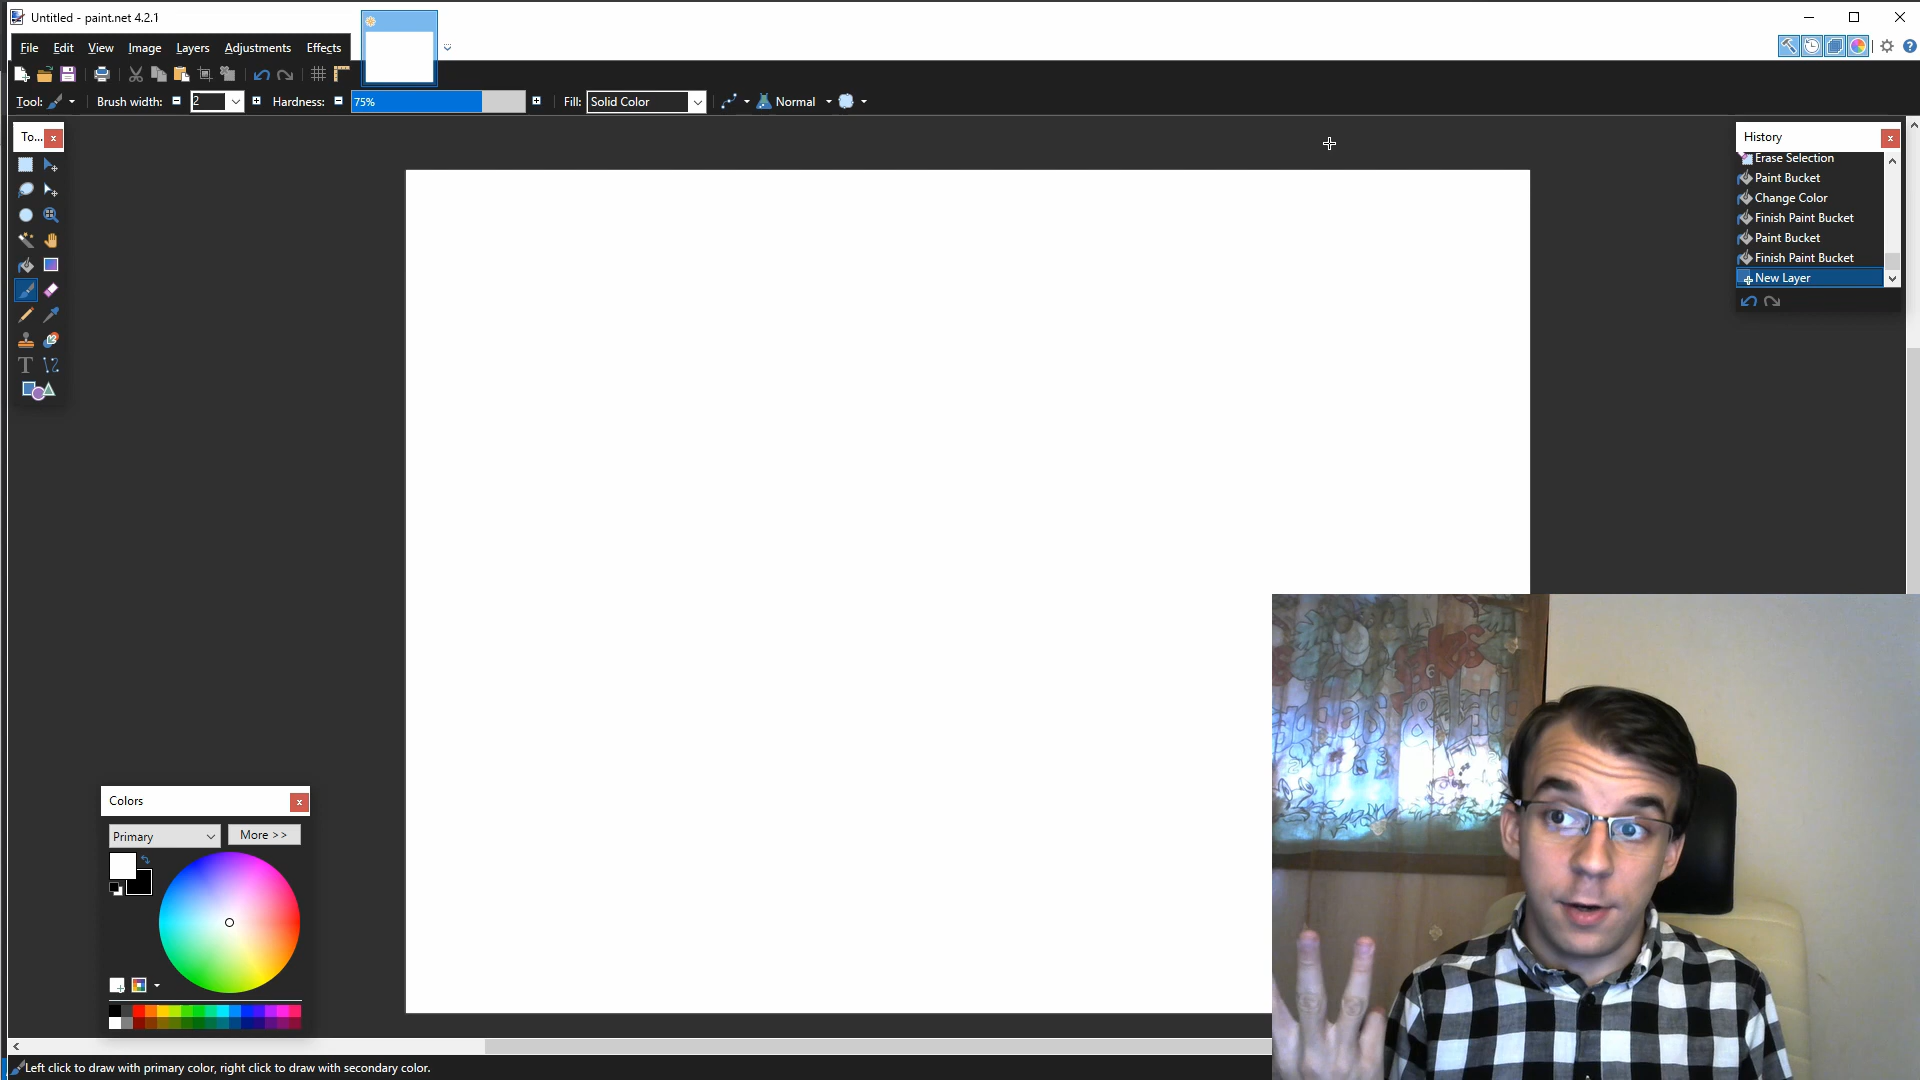 Untitled - paint.net 4.2.1
File Edit View Image Layers Adjustments Effects
Tool: Brush width: 2 Hardness: 75% Fill: Solid Color Normal
To...
History
Erase Selection
Paint Bucket
Change Color
Finish Paint Bucket
Paint Bucket
Finish Paint Bucket
New Layer
T
Colors
Primary More >>
Left click to draw with primary color, right click to draw with secondary color.